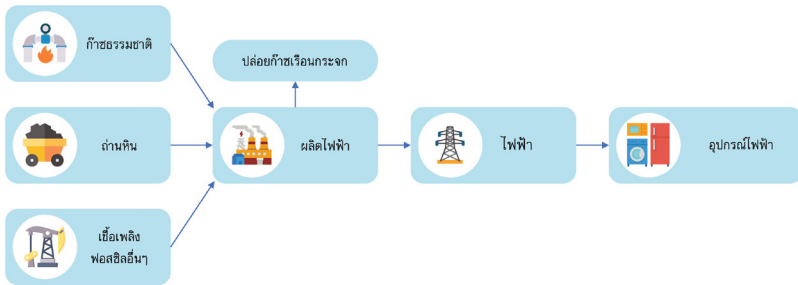 ก๊าซธรรมชาติ
ปล่อยก๊าซเรือนกระจก
ถ่านหิน
ผลิตไฟฟ้า
ไฟฟ้า
อุปกรณ์ไฟฟ้า
เชื้อเพลิง
ฟอสซิลอื่นๆ